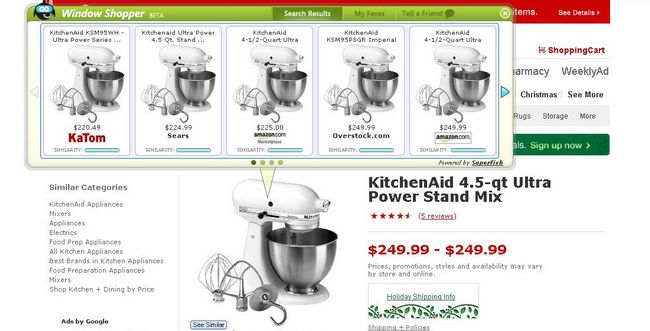 Window Shopper BETA
Search Results
My Faves
Tell a Friend
KitchenAid KSM95WH -
Ultra Power Series ...
$220.49
KaTom
SIMILARITY:
Kitchenaid Ultra Power
4.5 Qt. Stand ...
$224.99
Sears
SIMILARITY:
KitchenAid
4-1/2-Quart Ultra
$225.00
amazon.com
Marketplace
SIMILARITY:
KitchenAid
KSM95PSGR Imperial
$249.99
Overstock.com
SIMILARITY:
KitchenAid
4-1/2-Quart Ultra
$249.99
amazon.com
SIMILARITY:
Powered by Superfish
items.
See Details ›
ShoppingCart
armacy
WeeklyAd
Christmas
See More
Rugs
Storage
More
als. Sign up now ›
Similar Categories
KitchenAid Appliances
Mixers
Appliances
Electrics
Food Prep Appliances
All Kitchen Appliances
Best Brands in Kitchen Appliances
Food Preparation Appliances
Mixers
Shop Kitchen + Dining by Price
Ads by Google
See Similar
KitchenAid 4.5-qt Ultra
Power Stand Mix
(5 reviews)
$249.99 - $249.99
Prices, promotions, styles and availability may vary
by store and online.
Holiday Shipping Info
Shipping + Policies